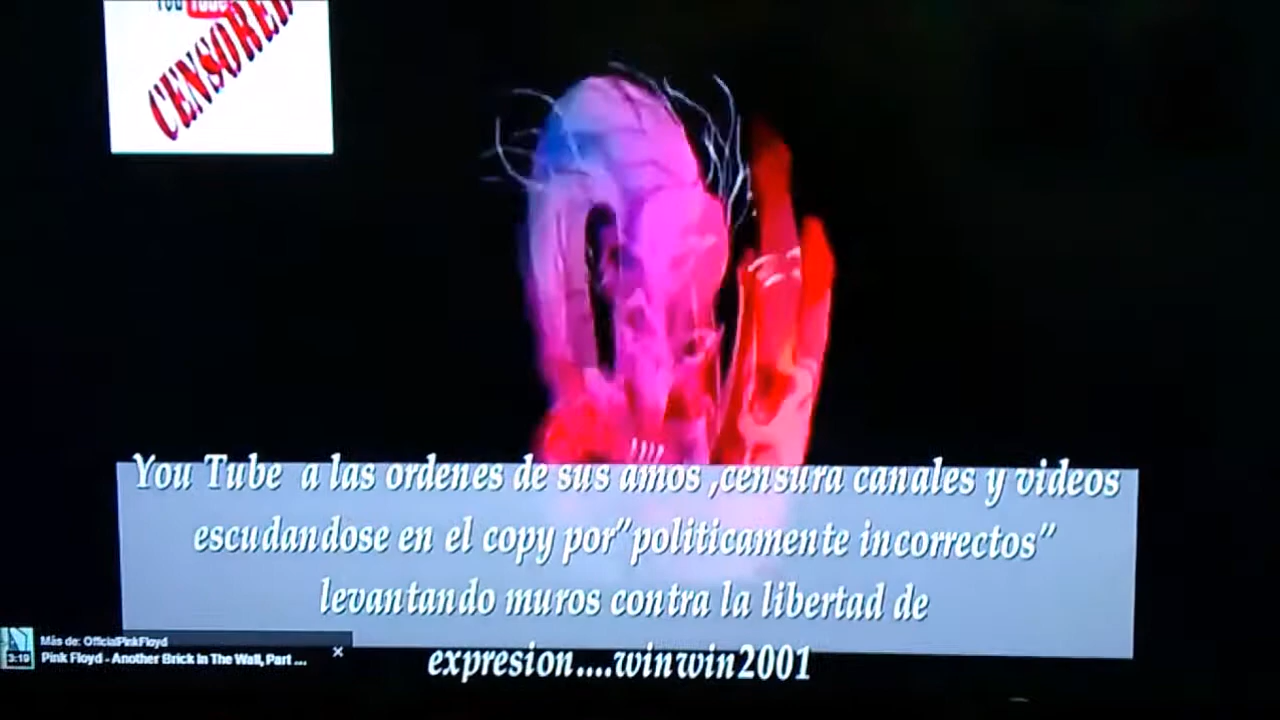 You Tube
CENSORED
You Tube a las ordenes de sus amos ,censura canales y videos
escudandose en el copy por"politicamente incorrectos"
levantando muros contra la libertad de
expresion....winwin2001
Más de: OfficialPinkFloyd
3:19
Pink Floyd - Another Brick In The Wall, Part ...